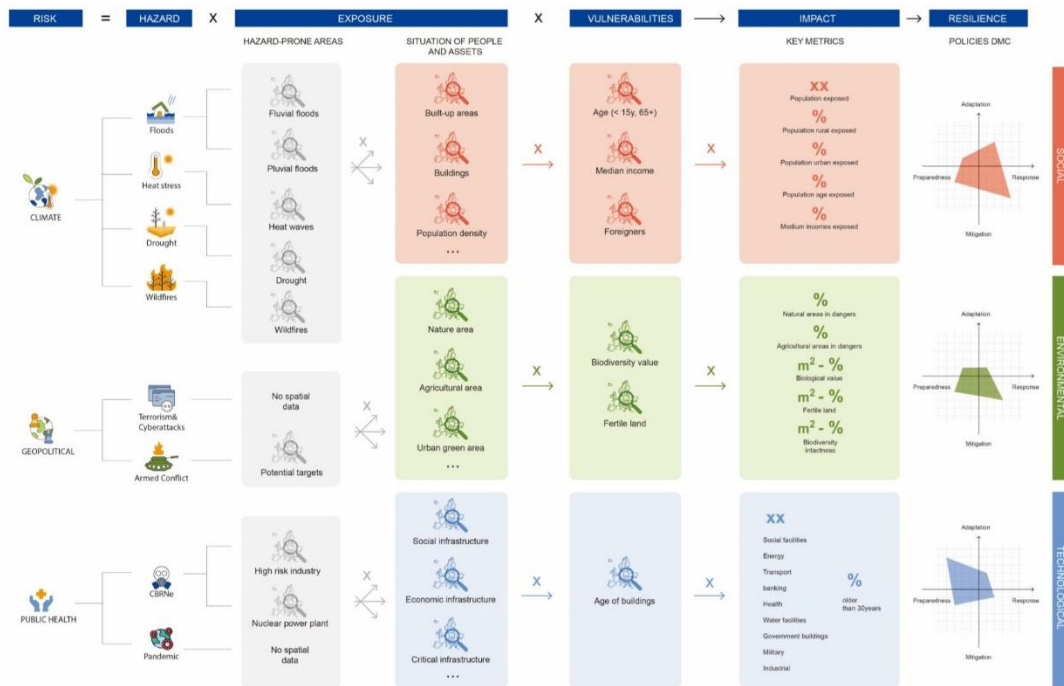 RISK = HAZARD X EXPOSURE X VULNERABILITIES IMPACT RESILIENCE
HAZARD-PRONE AREAS
SITUATION OF PEOPLE
AND ASSETS
KEY METRICS
POLICIES DMC
CLIMATE
Floods
Heat stress
Drought
Wildfires
Fluvial floods
Pluvial floods
Heat waves
Drought
Wildfires
X
Built-up areas
Buildings
Population density
...
X
Age (< 15y, 65+)
Median income
Foreigners
X
XX
Population exposed
%
Population rural exposed
%
Population urban exposed
%
Population age exposed
%
Medium incomes exposed
Adaptation
Preparedness
Response
Mitigation
SOCIAL
GEOPOLITICAL
Terrorism&
Cyberattacks
Armed Conflict
No spatial
data
Potential targets
X
Nature area
Agricultural area
Urban green area
...
X
Biodiversity value
Fertile land
X
%
Natural areas in dangers
%
Agricultural areas in dangers
m² - %
Biological value
m² - %
Fertile land
m² - %
Biodiversity
intactness
Adaptation
Preparedness
Response
Mitigation
ENVIRONMENTAL
PUBLIC HEALTH
CBRNe
Pandemic
High risk industry
Nuclear power plant
No spatial
data
X
Social infrastructure
Economic infrastructure
Critical infrastructure
...
X
Age of buildings
X
XX
Social facilities
Energy
Transport
banking
Health
Water facilities
Government buildings
Military
Industrial
%
older
than 30years
Adaptation
Preparedness
Response
Mitigation
TECHNOLOGICAL